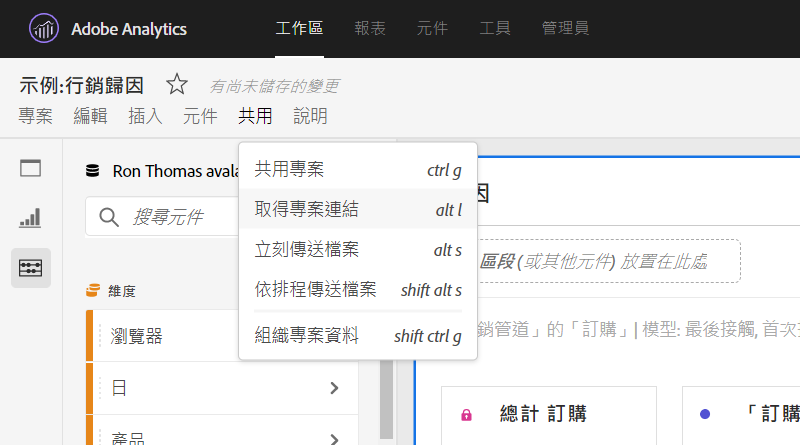 Adobe Analytics 工作區 報表 元件 工具 管理員
示例:行銷歸因 有尚未儲存的變更
專案 編輯 插入 元件 共用 說明
Ron Thomas avala
搜尋元件
維度
瀏覽器
日
產品
共用專案 ctrl g
取得專案連結 alt l
立刻傳送檔案 alt s
依排程傳送檔案 shift alt s
組織專案資料 shift ctrl g
因
區段 (或其他元件) 放置在此處
銷管道」的「訂購」| 模型: 最後接觸, 首次
總計 訂購
「訂購